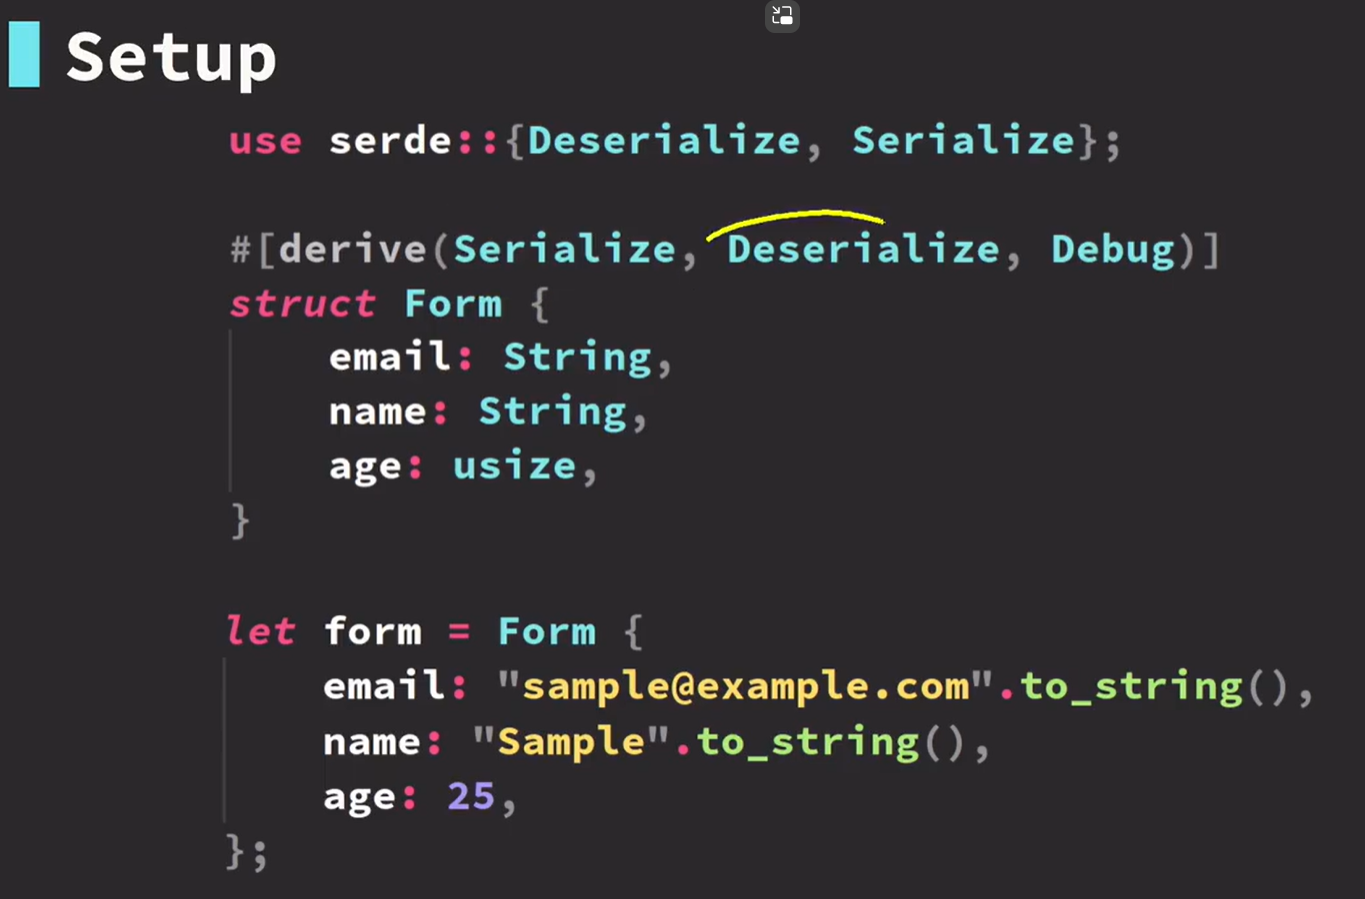 Setup
use serde::{Deserialize, Serialize};
#[derive(Serialize, Deserialize, Debug)]
struct Form {
email: String,
name: String,
age: usize,
}
let form = Form {
email: "sample@example.com".to_string(),
name: "Sample".to_string(),
age: 25,
};